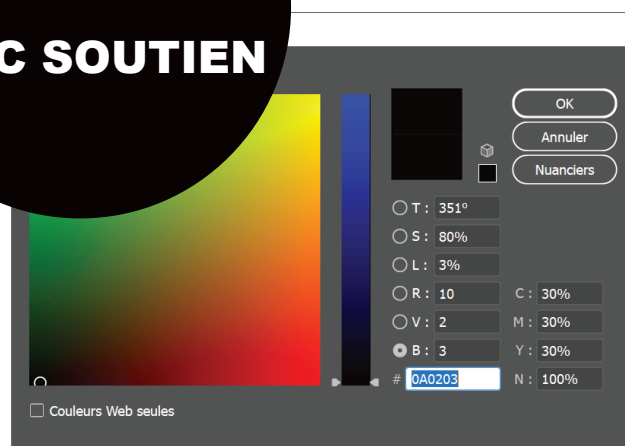 C SOUTIEN
OK
Annuler
Nuanciers
T : 351°
S : 80%
L : 3%
R : 10 C : 30%
V : 2 M : 30%
B : 3 Y : 30%
# 0A0203 N : 100%
Couleurs Web seules